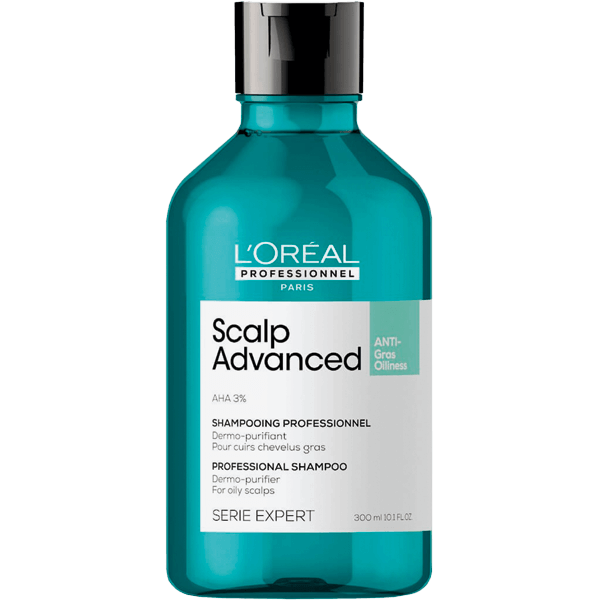 L'ORÉAL
PROFESSIONNEL
PARIS
Scalp
Advanced
ANTI-
Gras
Oiliness
AHA 3%
SHAMPOOING PROFESSIONNEL
Dermo-purifiant
Pour cuirs chevelus gras
PROFESSIONAL SHAMPOO
Dermo-purifier
For oily scalps
SERIE EXPERT
300 ml 10.1 FL.OZ.